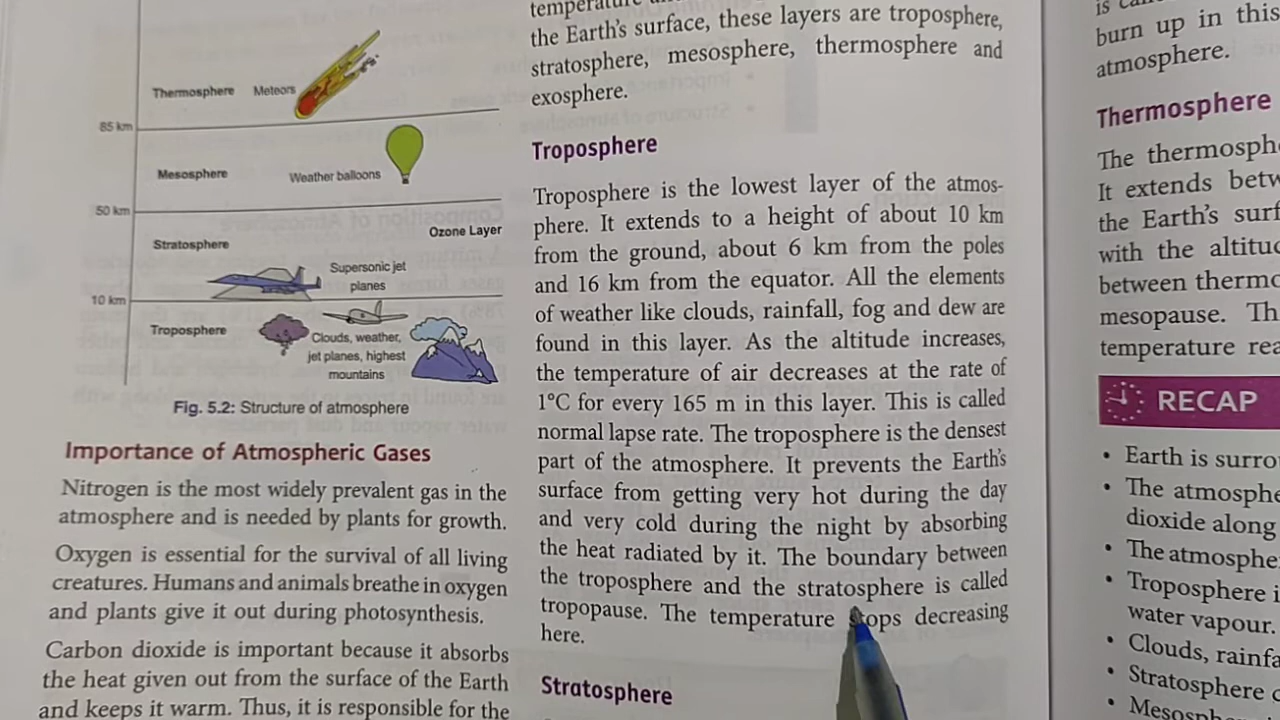 Thermosphere Meteors
85 km
Mesosphere Weather balloons
50 km
Ozone Layer
Stratosphere
Supersonic jet
planes
10 km
Troposphere
Clouds, weather,
jet planes, highest
mountains
Fig. 5.2: Structure of atmosphere
Importance of Atmospheric Gases
Nitrogen is the most widely prevalent gas in the
atmosphere and is needed by plants for growth.
Oxygen is essential for the survival of all living
creatures. Humans and animals breathe in oxygen
and plants give it out during photosynthesis.
Carbon dioxide is important because it absorbs
the heat given out from the surface of the Earth
and keeps it warm. Thus, it is responsible for the
temperature
the Earth's surface, these layers are troposphere,
stratosphere, mesosphere, thermosphere and
exosphere.
Troposphere
Troposphere is the lowest layer of the atmos-
phere. It extends to a height of about 10 km
from the ground, about 6 km from the poles
and 16 km from the equator. All the elements
of weather like clouds, rainfall, fog and dew are
found in this layer. As the altitude increases,
the temperature of air decreases at the rate of
1°C for every 165 m in this layer. This is called
normal lapse rate. The troposphere is the densest
part of the atmosphere. It prevents the Earth's
surface from getting very hot during the day
and very cold during the night by absorbing
the heat radiated by it. The boundary between
the troposphere and the stratosphere is called
tropopause. The temperature stops decreasing
here.
Stratosphere
is
burn up in this
atmosphere.
Thermosphere
The
It extends
the Earth's
with the
between
mesopause.
temperature
RECAP
• Earth is
• The
dioxide along
• The
• Troposphere
water vapour.
• Clouds,
• Stratosphere
•